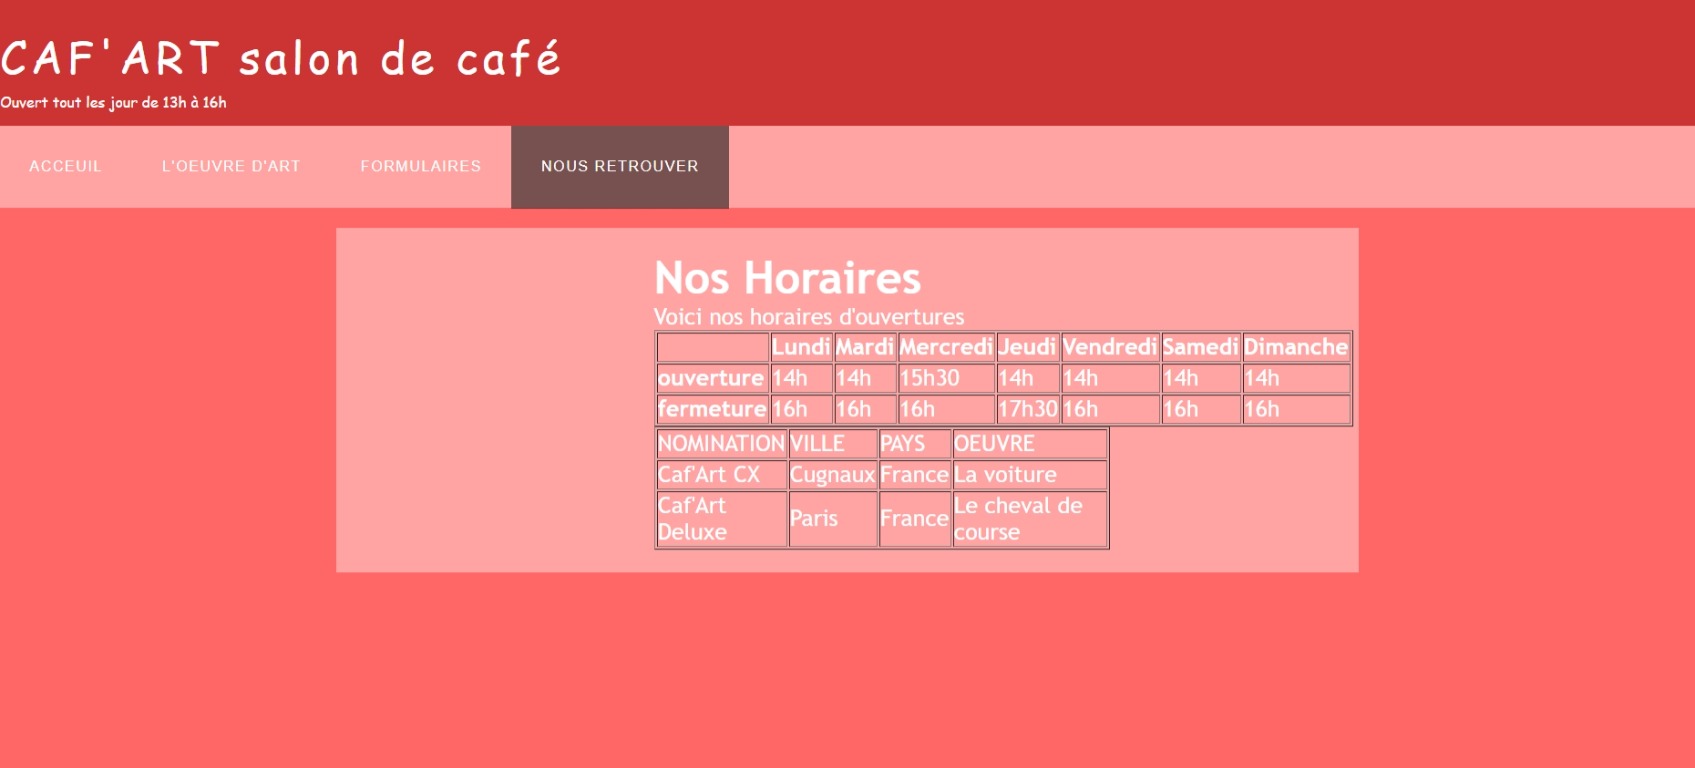 CAF'ART salon de café
Ouvert tout les jour de 13h à 16h
ACCEUIL L'OEUVRE D'ART FORMULAIRES NOUS RETROUVER
Nos Horaires
Voici nos horaires d'ouvertures
Lundi Mardi Mercredi Jeudi Vendredi Samedi Dimanche
ouverture 14h 14h 15h30 14h 14h 14h 14h
fermeture 16h 16h 16h 17h30 16h 16h 16h
NOMINATION VILLE PAYS OEUVRE
Caf'Art CX Cugnaux France La voiture
Caf'Art Deluxe Paris France Le cheval de course